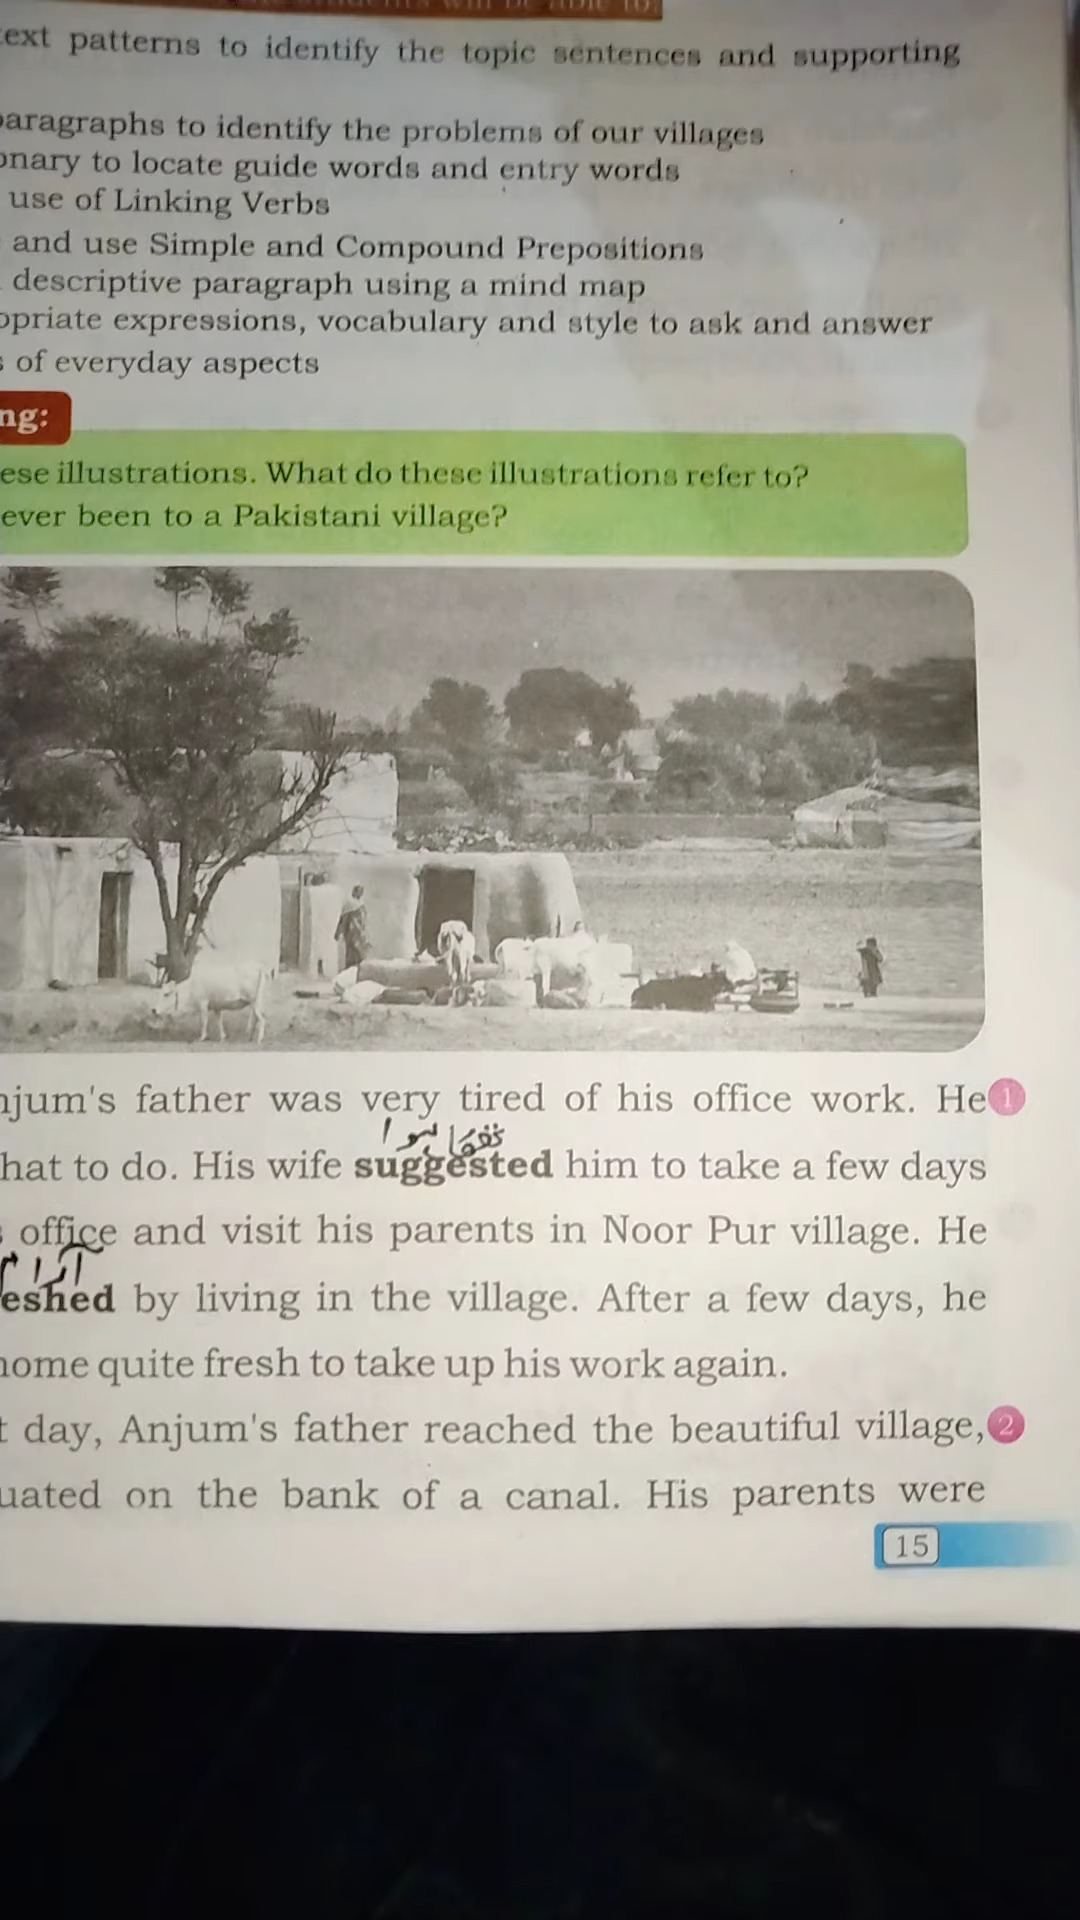 text patterns to identify the topic sentences and supporting
paragraphs to identify the problems of our villages
onary to locate guide words and entry words
use of Linking Verbs
and use Simple and Compound Prepositions
descriptive paragraph using a mind map
opriate expressions, vocabulary and style to ask and answer
s of everyday aspects
ng:
ese illustrations. What do these illustrations refer to?
ever been to a Pakistani village?
njum's father was very tired of his office work. He 1
hat to do. His wife suggested him to take a few days
s office and visit his parents in Noor Pur village. He
eshed by living in the village. After a few days, he
home quite fresh to take up his work again.
t day, Anjum's father reached the beautiful village, 2
uated on the bank of a canal. His parents were
15